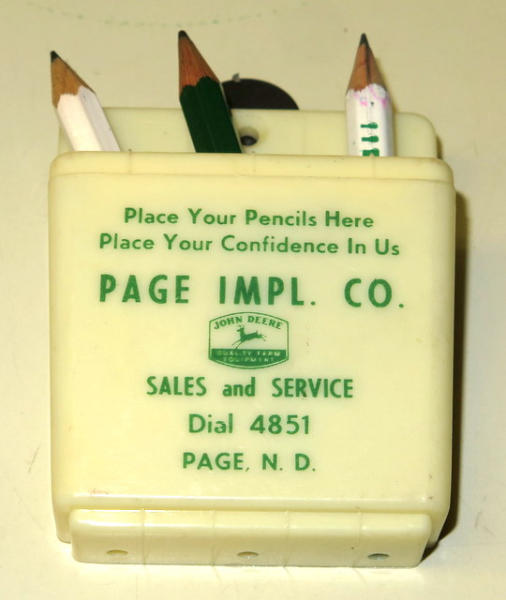 Place Your Pencils Here
Place Your Confidence In Us
PAGE IMPL. CO.
JOHN DEERE
QUALITY FARM
EQUIPMENT
SALES and SERVICE
Dial 4851
PAGE, N. D.